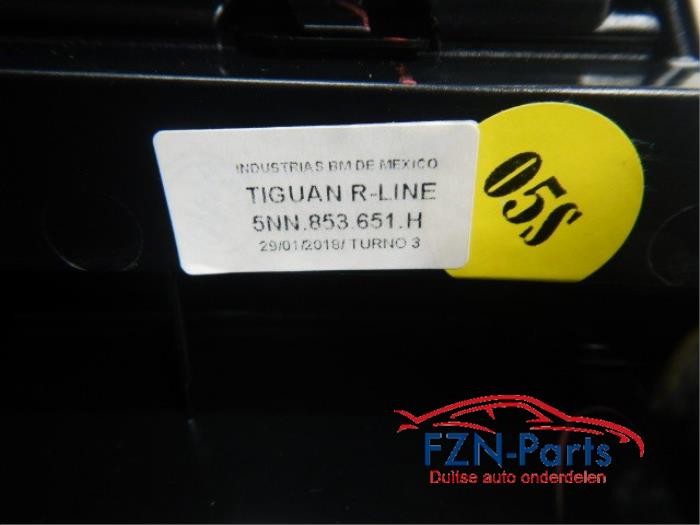 INDUSTRIAS BM DE MEXICO
TIGUAN R-LINE
5NN.853.651.H
29/01/2018/ TURNO 3
05S
FZN-Parts
Duitse auto onderdelen